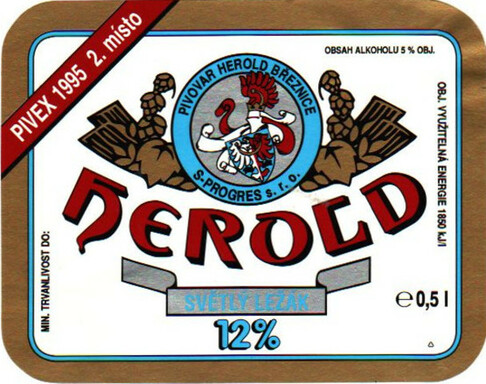 PIVEX 1995 2. místo
OBSAH ALKOHOLU 5 % OBJ.
PIVOVAR HEROLD BŘEZNICE
S-PROGRES s. r. o.
OBJ. VYUŽITELNÁ ENERGIE 1850 kJ/l
HEROLD
MIN. TRVANLIVOST DO:
SVĚTLÝ LEŽÁK
℮ 0,5 l
12%